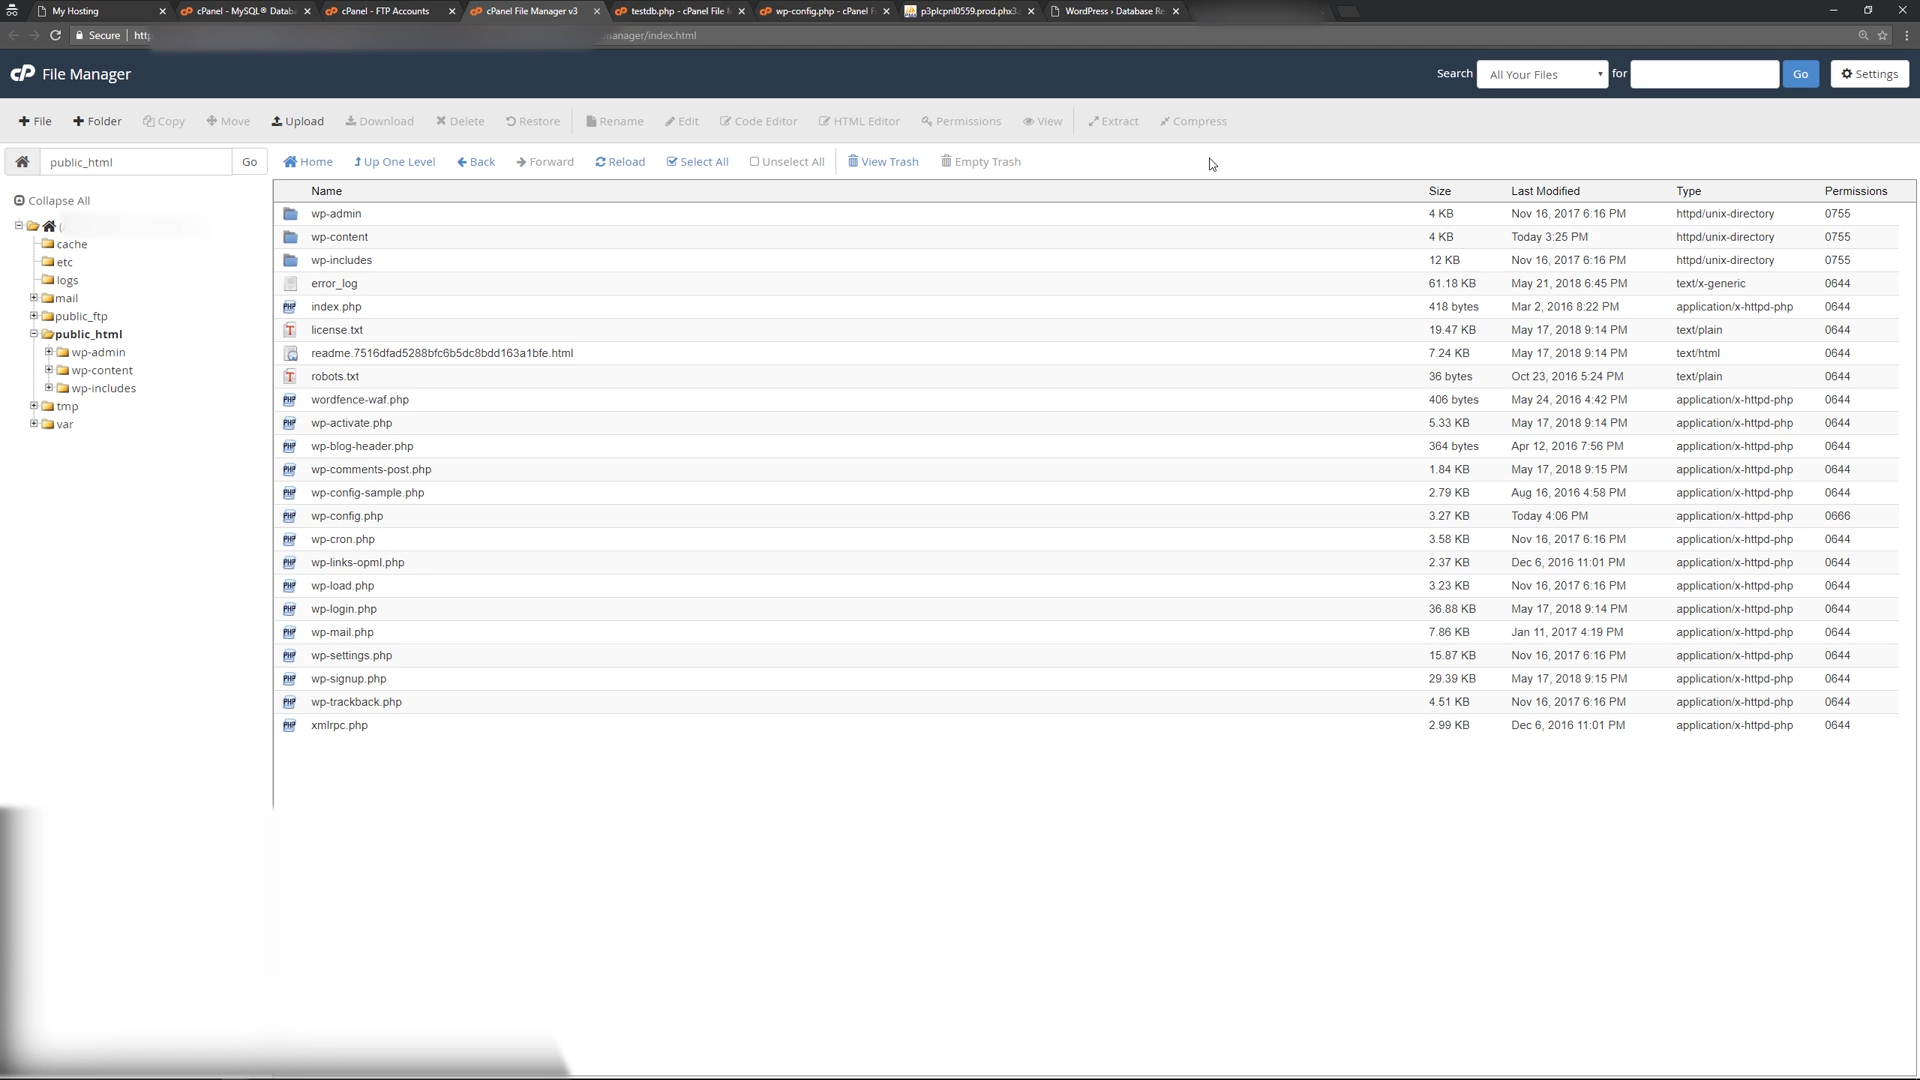 My Hosting
cPanel - MySQL® Datab
cPanel - FTP Accounts
cPanel File Manager v3
testdb.php - cPanel File
wp-config.php - cPanel F
p3plcpnl0559.prod.phx3.
WordPress › Database Re
Secure
anager/index.html
cP File Manager
Search All Your Files for Go Settings
File Folder Copy Move Upload Download Delete Restore Rename Edit Code Editor HTML Editor Permissions View Extract Compress
public_html Go Home Up One Level Back Forward Reload Select All Unselect All View Trash Empty Trash
Collapse All
cache
etc
logs
mail
public_ftp
public_html
wp-admin
wp-content
wp-includes
tmp
var
Name Size Last Modified Type Permissions
wp-admin 4 KB Nov 16, 2017 6:16 PM httpd/unix-directory 0755
wp-content 4 KB Today 3:25 PM httpd/unix-directory 0755
wp-includes 12 KB Nov 16, 2017 6:16 PM httpd/unix-directory 0755
error_log 61.18 KB May 21, 2018 6:45 PM text/x-generic 0644
index.php 418 bytes Mar 2, 2016 8:22 PM application/x-httpd-php 0644
license.txt 19.47 KB May 17, 2018 9:14 PM text/plain 0644
readme.7516dfad5288bfc6b5dc8bdd163a1bfe.html 7.24 KB May 17, 2018 9:14 PM text/html 0644
robots.txt 36 bytes Oct 23, 2016 5:24 PM text/plain 0644
wordfence-waf.php 406 bytes May 24, 2016 4:42 PM application/x-httpd-php 0644
wp-activate.php 5.33 KB May 17, 2018 9:14 PM application/x-httpd-php 0644
wp-blog-header.php 364 bytes Apr 12, 2016 7:56 PM application/x-httpd-php 0644
wp-comments-post.php 1.84 KB May 17, 2018 9:15 PM application/x-httpd-php 0644
wp-config-sample.php 2.79 KB Aug 16, 2016 4:58 PM application/x-httpd-php 0644
wp-config.php 3.27 KB Today 4:06 PM application/x-httpd-php 0666
wp-cron.php 3.58 KB Nov 16, 2017 6:16 PM application/x-httpd-php 0644
wp-links-opml.php 2.37 KB Dec 6, 2016 11:01 PM application/x-httpd-php 0644
wp-load.php 3.23 KB Nov 16, 2017 6:16 PM application/x-httpd-php 0644
wp-login.php 36.88 KB May 17, 2018 9:14 PM application/x-httpd-php 0644
wp-mail.php 7.86 KB Jan 11, 2017 4:19 PM application/x-httpd-php 0644
wp-settings.php 15.87 KB Nov 16, 2017 6:16 PM application/x-httpd-php 0644
wp-signup.php 29.39 KB May 17, 2018 9:15 PM application/x-httpd-php 0644
wp-trackback.php 4.51 KB Nov 16, 2017 6:16 PM application/x-httpd-php 0644
xmlrpc.php 2.99 KB Dec 6, 2016 11:01 PM application/x-httpd-php 0644